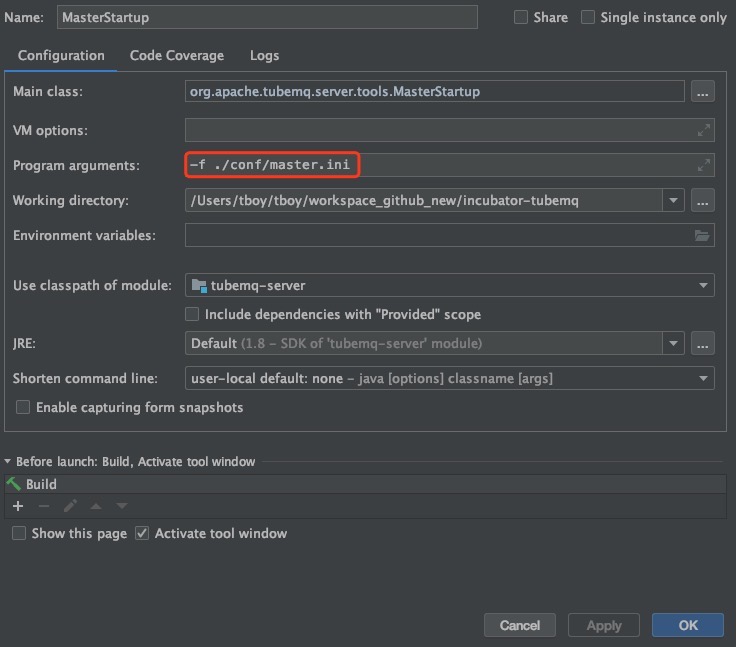 Name: MasterStartup Share Single instance only
Configuration Code Coverage Logs
Main class: org.apache.tubemq.server.tools.MasterStartup ...
VM options:
Program arguments: -f ./conf/master.ini
Working directory: /Users/tboy/tboy/workspace_github_new/incubator-tubemq ...
Environment variables:
Use classpath of module: tubemq-server
Include dependencies with "Provided" scope
JRE: Default (1.8 – SDK of 'tubemq-server' module) ...
Shorten command line: user-local default: none – java [options] classname [args]
Enable capturing form snapshots
Before launch: Build, Activate tool window
Build
Show this page Activate tool window
Cancel Apply OK